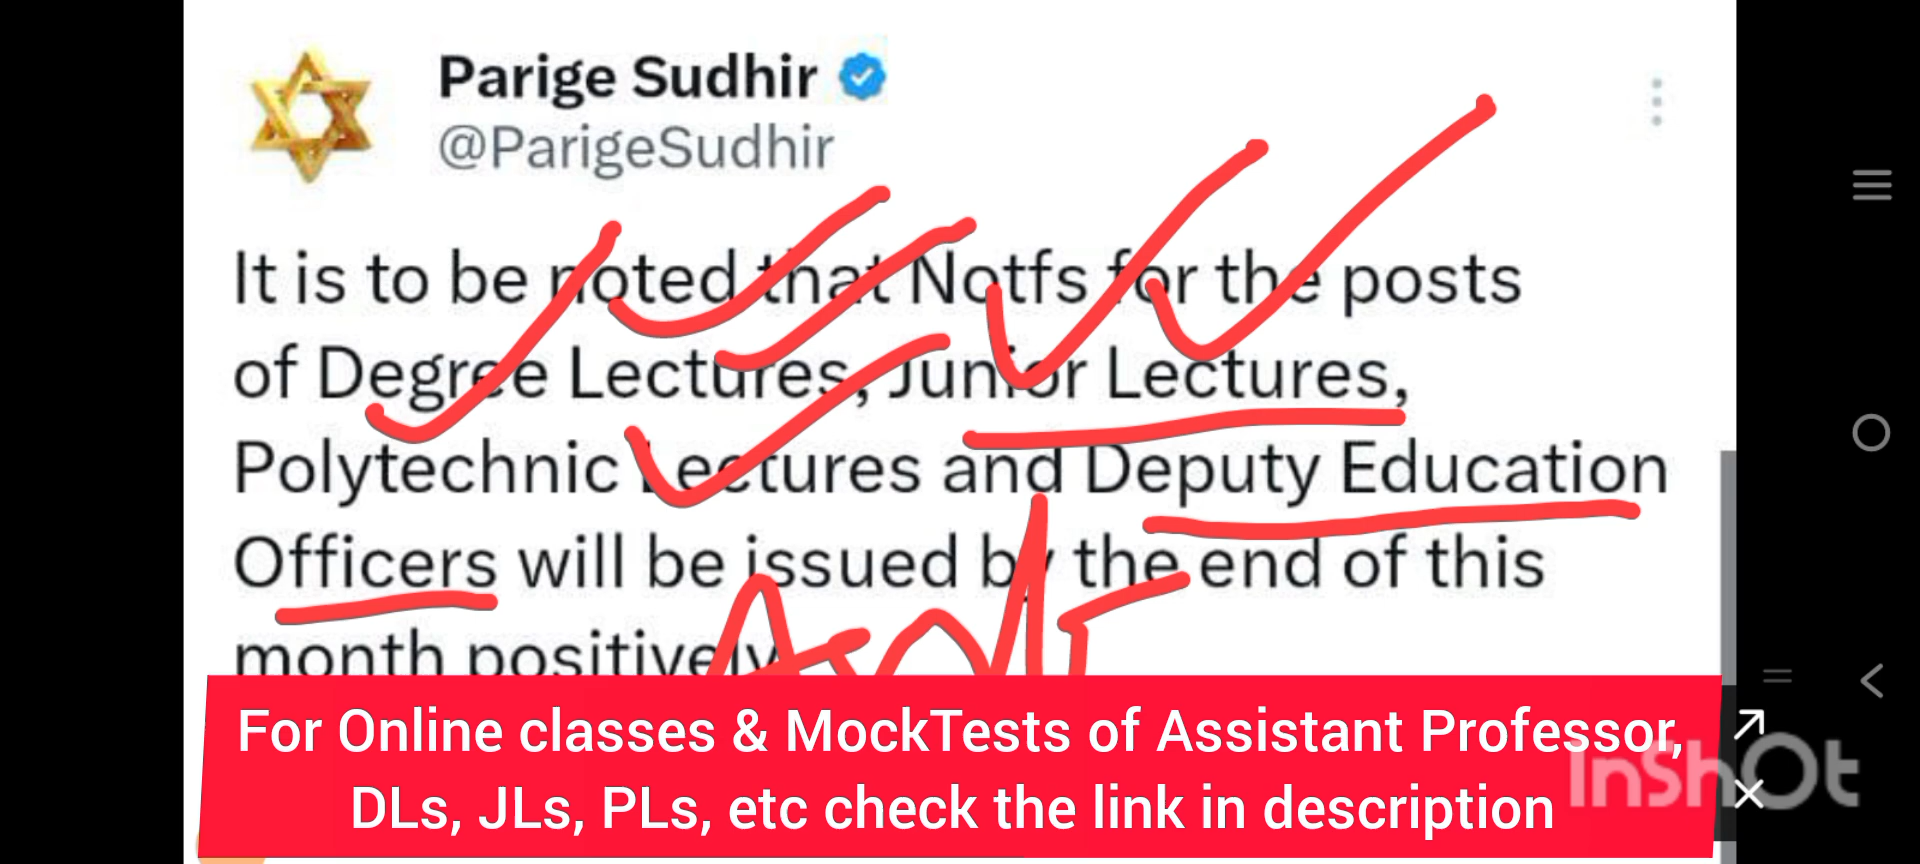 Parige Sudhir
@ParigeSudhir
It is to be noted that Notfs for the posts
of Degree Lectures, Junior Lectures,
Polytechnic Lectures and Deputy Education
Officers will be issued by the end of this
month positively
For Online classes & MockTests of Assistant Professor,
DLs, JLs, PLs, etc check the link in description
InShOt